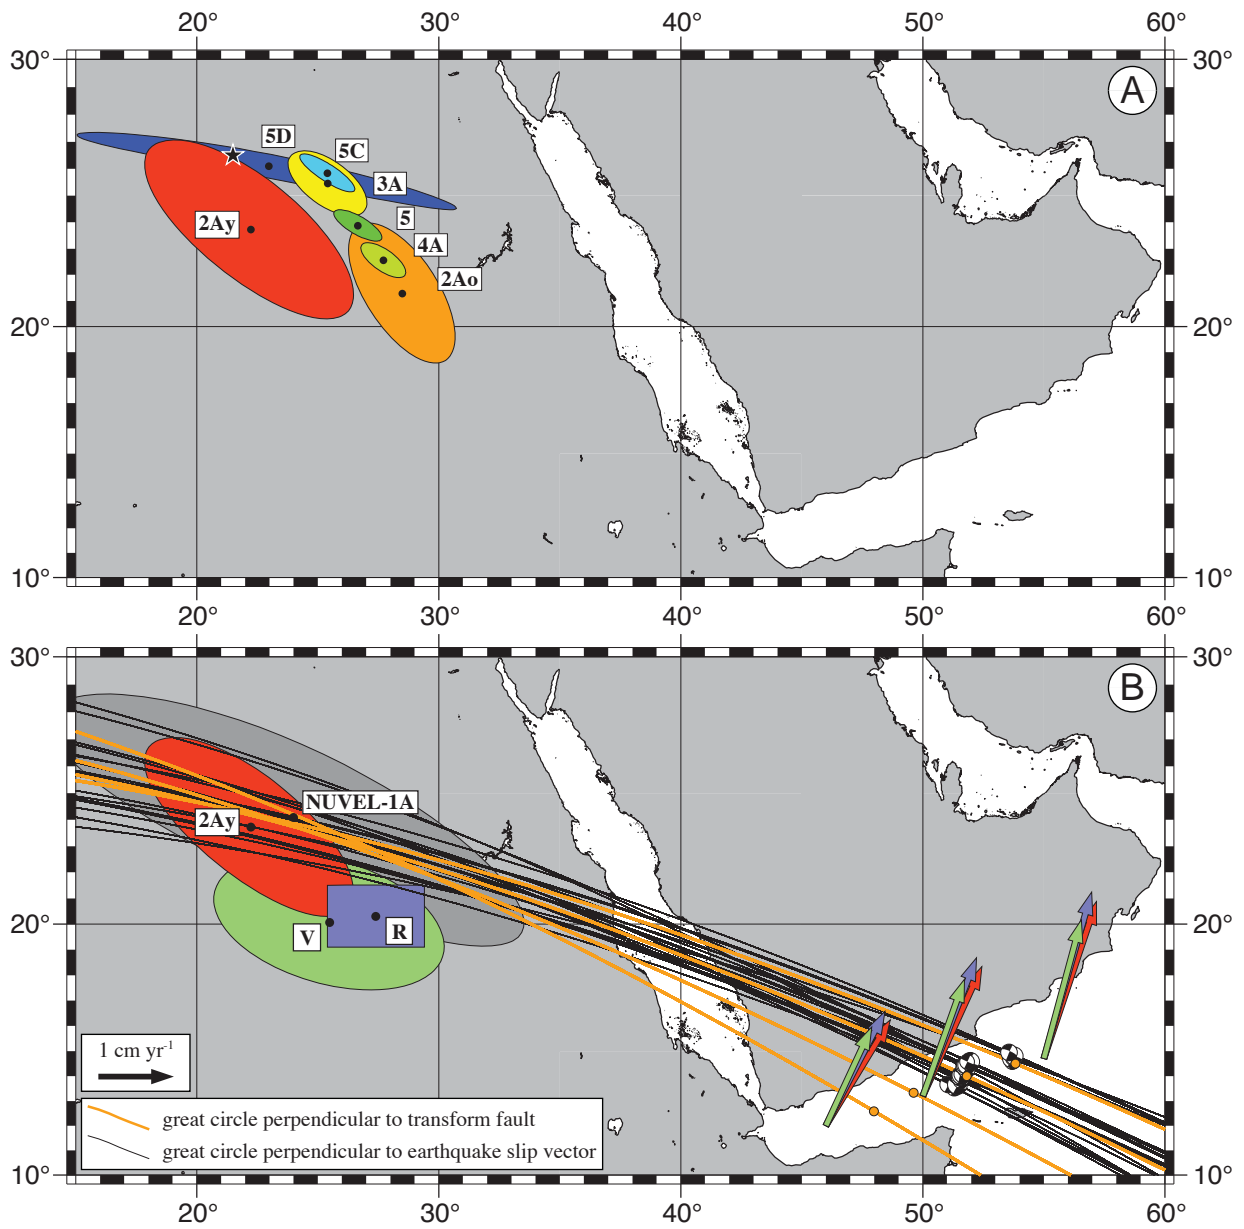 20° 30° 40° 50° 60°
30° 30°
A
5D
5C
3A
2Ay
5
4A
2Ao
20° 20°
10° 10°
20° 30° 40° 50° 60°
30° 30°
B
NUVEL-1A
2Ay
20° 20°
V R
1 cm yr-1
great circle perpendicular to transform fault
great circle perpendicular to earthquake slip vector
10° 10°
20° 30° 40° 50° 60°